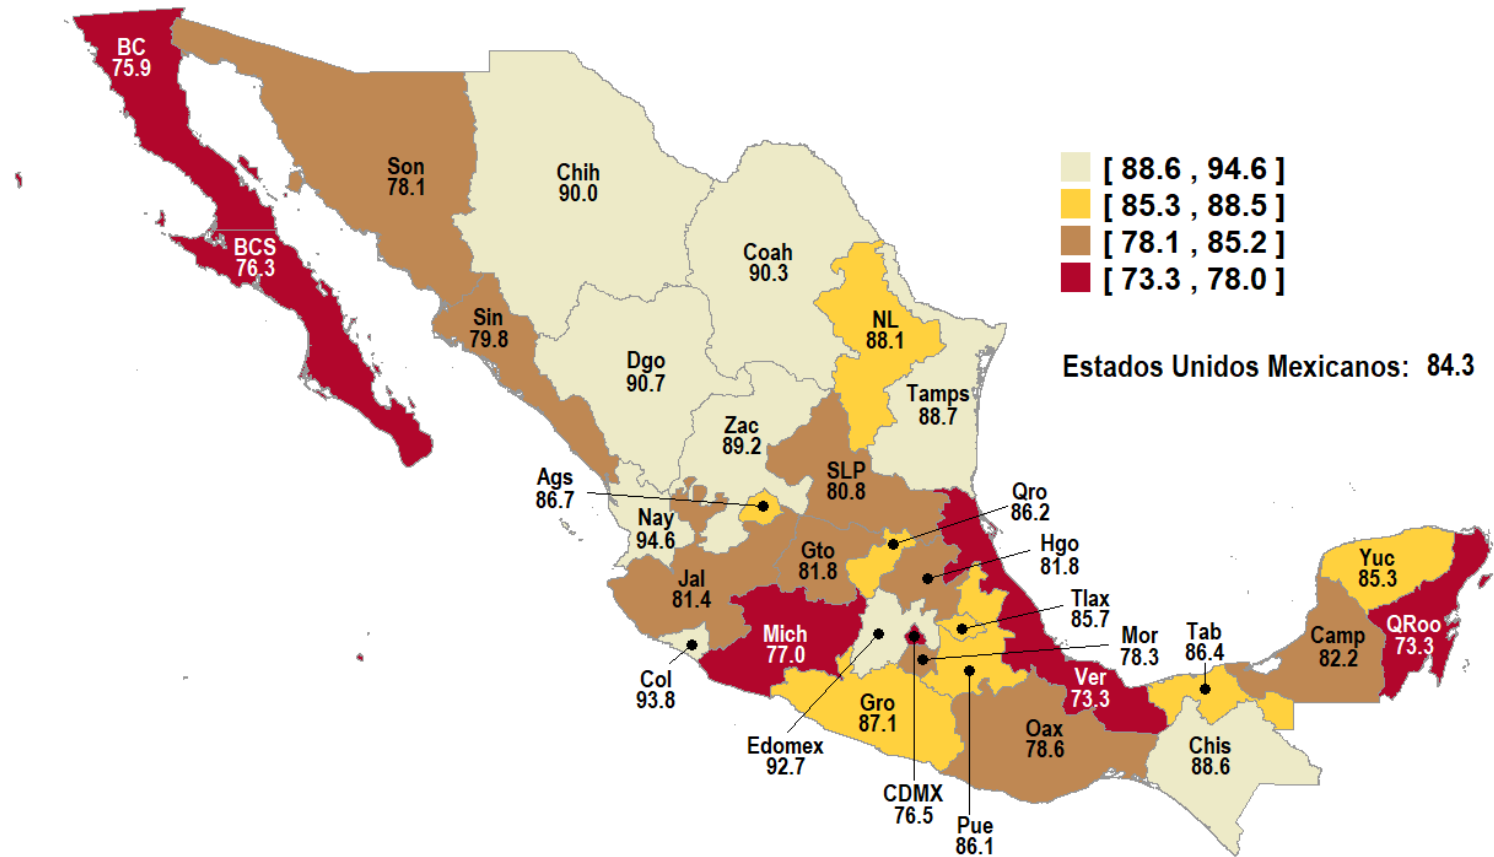 BC
75.9
Son
78.1
Chih
90.0
[ 88.6 , 94.6 ]
[ 85.3 , 88.5 ]
[ 78.1 , 85.2 ]
[ 73.3 , 78.0 ]
Estados Unidos Mexicanos: 84.3
BCS
76.3
Coah
90.3
Sin
79.8
NL
88.1
Dgo
90.7
Tamps
88.7
Zac
89.2
Ags
86.7
SLP
80.8
Qro
86.2
Nay
94.6
Gto
81.8
Hgo
81.8
Yuc
85.3
Jal
81.4
Tlax
85.7
Mich
77.0
Mor
78.3
Tab
86.4
Camp
82.2
QRoo
73.3
Col
93.8
Ver
73.3
Gro
87.1
Oax
78.6
Edomex
92.7
Chis
88.6
CDMX
76.5
Pue
86.1